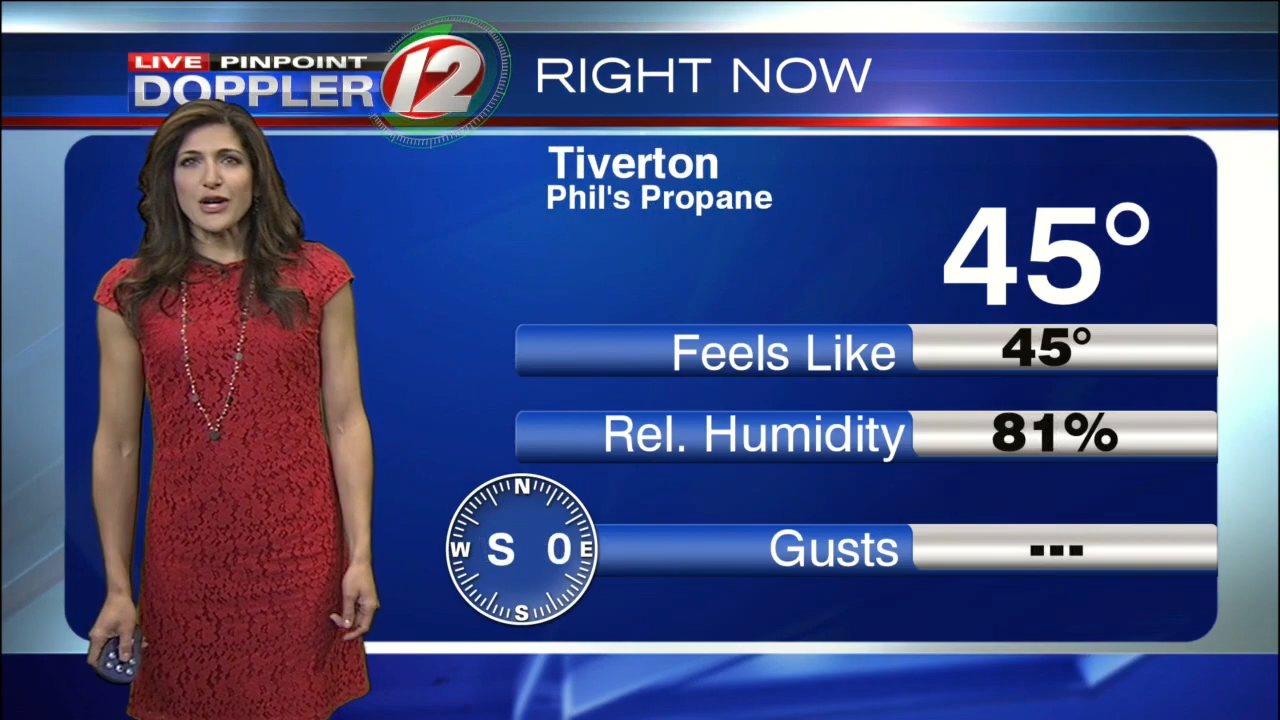 LIVE PINPOINT
DOPPLER 12
RIGHT NOW
Tiverton
Phil's Propane
45°
Feels Like 45°
Rel. Humidity 81%
N
W S 0 E
S
Gusts ---